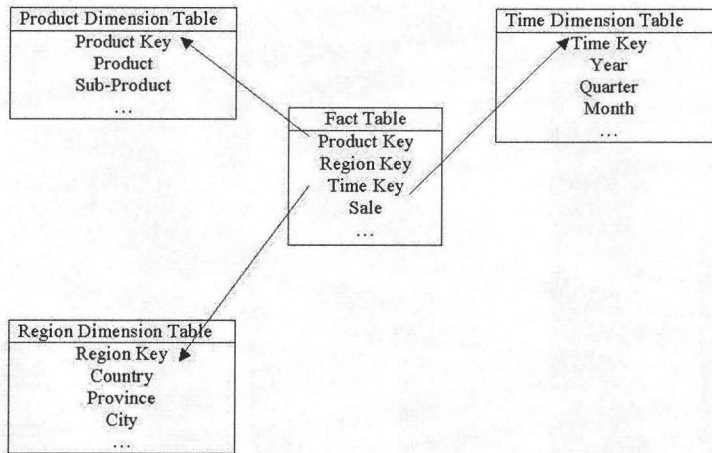 Product Dimension Table
Product Key
Product
Sub-Product
…
Time Dimension Table
Time Key
Year
Quarter
Month
…
Fact Table
Product Key
Region Key
Time Key
Sale
…
Region Dimension Table
Region Key
Country
Province
City
…